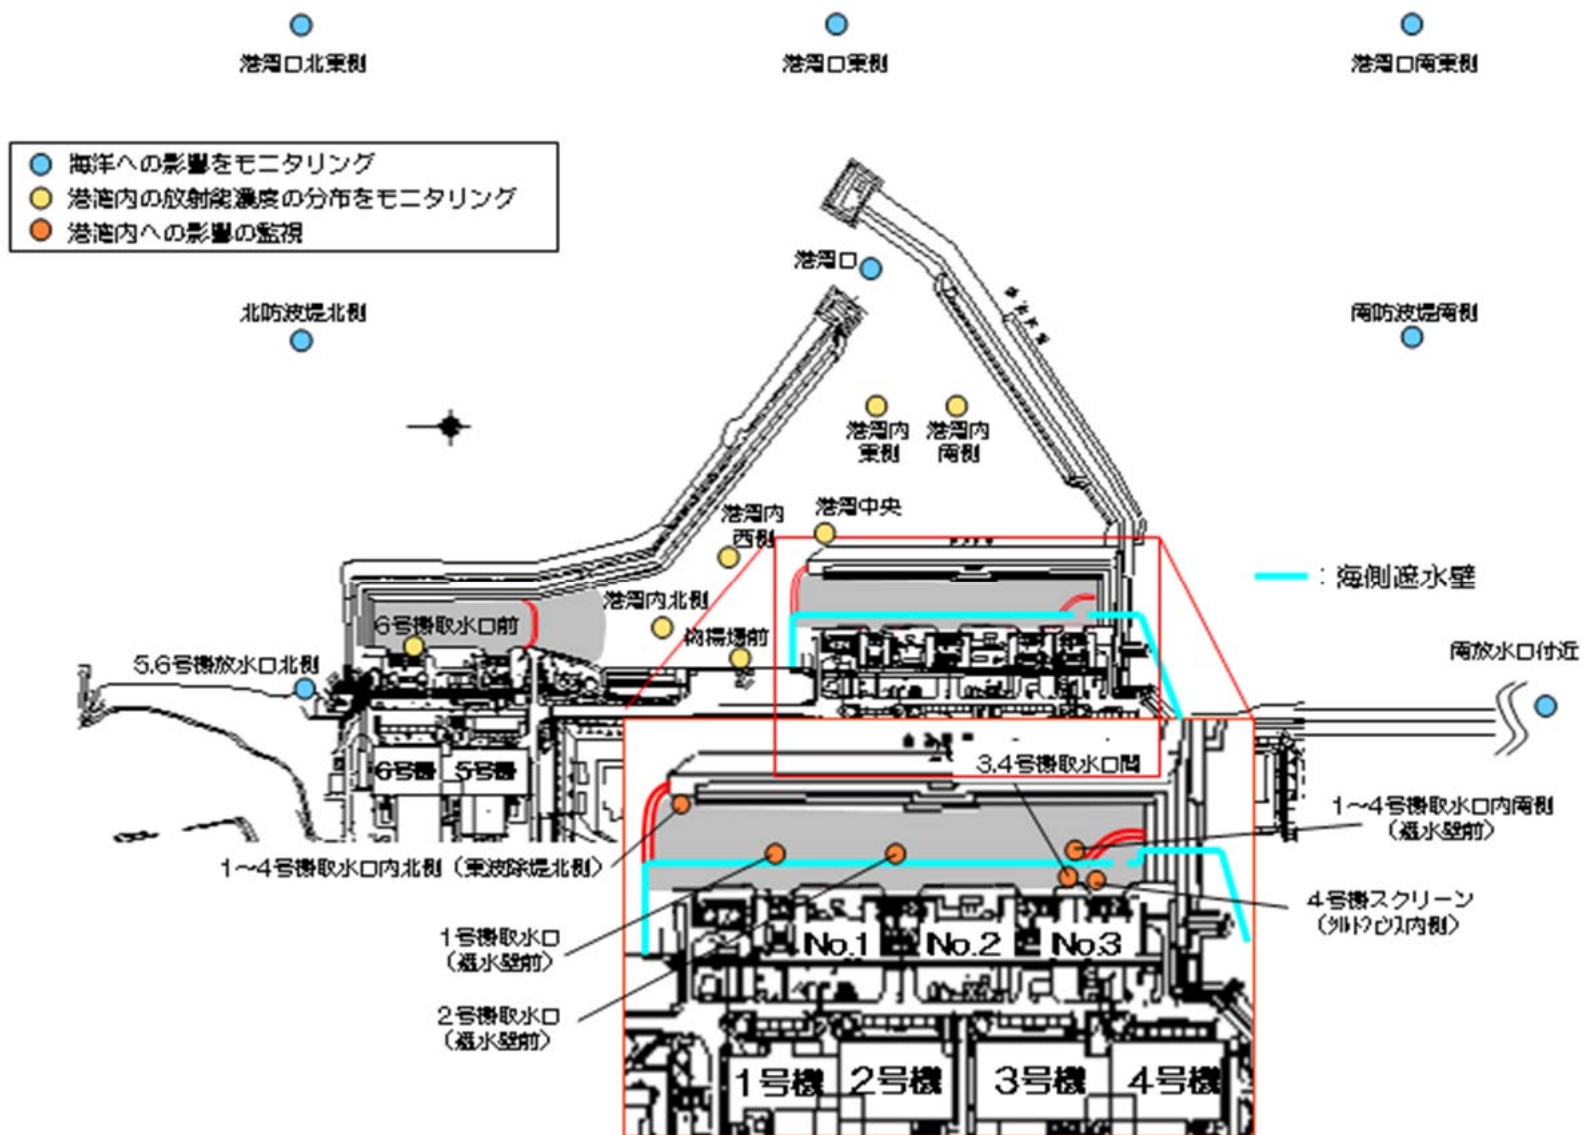 港湾口北東側
港湾口東側
港湾口南東側
海洋への影響をモニタリング
港湾内の放射能濃度の分布をモニタリング
港湾内への影響の監視
港湾口
北防波堤北側
南防波堤南側
港湾内
東側
港湾内
南側
港湾内
西側
港湾中央
：海側遮水壁
港湾内北側
6号機取水口前
物揚場前
5,6号機放水口北側
南放水口付近
6号機
5号機
3,4号機取水口間
1～4号機取水口内南側
（遮水壁前）
1～4号機取水口内北側（東波除堤北側）
4号機スクリーン
（シルトフェンス内側）
1号機取水口
（遮水壁前）
No.1
No.2
No.3
2号機取水口
（遮水壁前）
1号機
2号機
3号機
4号機